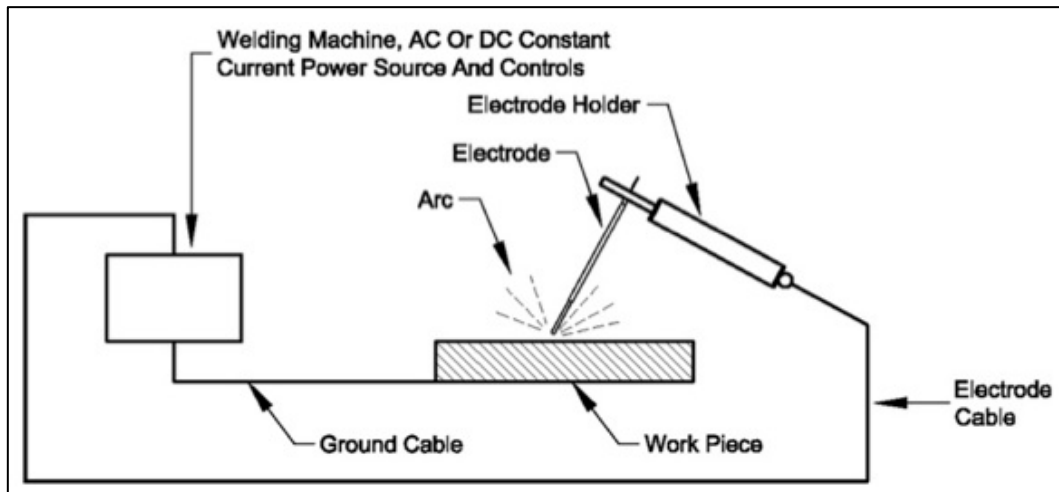 Welding Machine, AC Or DC Constant
Current Power Source And Controls
Electrode Holder
Electrode
Arc
Electrode
Cable
Ground Cable
Work Piece